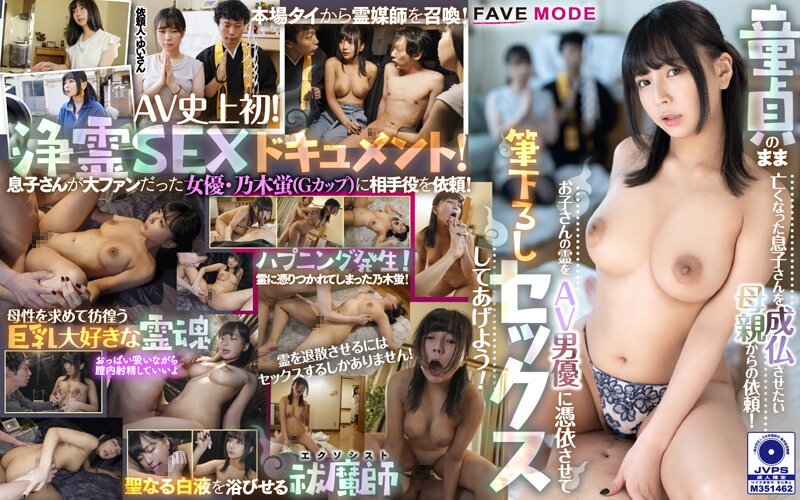 依頼人・ゆいさん
本場タイから霊媒師を召喚!
AV史上初!
浄霊SEXドキュメント!
息子さんが大ファンだった女優・乃木蛍(Gカップ)に相手役を依頼!
ハプニング発生!
霊に憑りつかれてしまった乃木蛍!
母性を求めて彷徨う
巨乳大好きな霊魂
おっぱい吸いながら
膣内射精していいよ
霊を退散させるには
セックスするしかありません!
聖なる白液を浴びせる
エクソシスト
祓魔師
FAVE MODE
童貞のまま
亡くなった息子さんを成仏させたい
母親からの依頼!
お子さんの霊をAV男優に憑依させて
筆下ろしセックス
してあげよう!
JVPS
成人指定
M351462